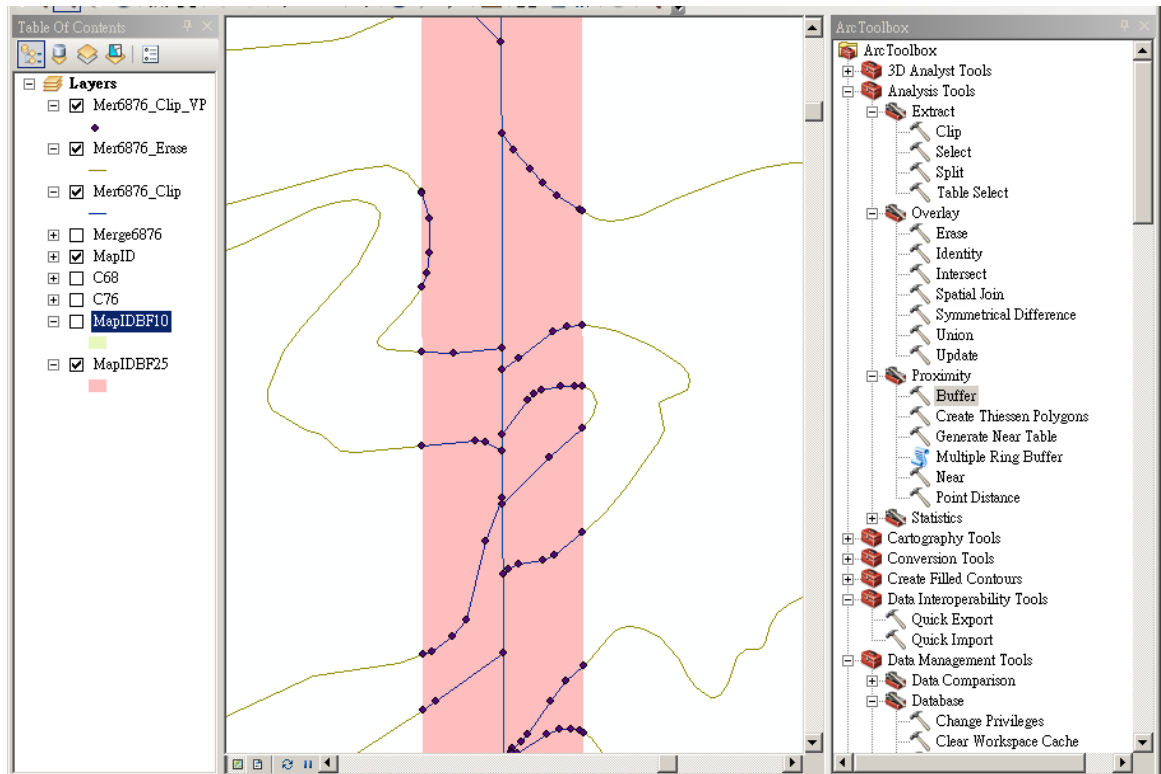 Table Of Contents
Layers
Mer6876_Clip_VP
Mer6876_Erase
Mer6876_Clip
Merge6876
MapID
C68
C76
MapIDBF10
MapIDBF25
ArcToolbox
ArcToolbox
3D Analyst Tools
Analysis Tools
Extract
Clip
Select
Split
Table Select
Overlay
Erase
Identity
Intersect
Spatial Join
Symmetrical Difference
Union
Update
Proximity
Buffer
Create Thiessen Polygons
Generate Near Table
Multiple Ring Buffer
Near
Point Distance
Statistics
Cartography Tools
Conversion Tools
Create Filled Contours
Data Interoperability Tools
Quick Export
Quick Import
Data Management Tools
Data Comparison
Database
Change Privileges
Clear Workspace Cache